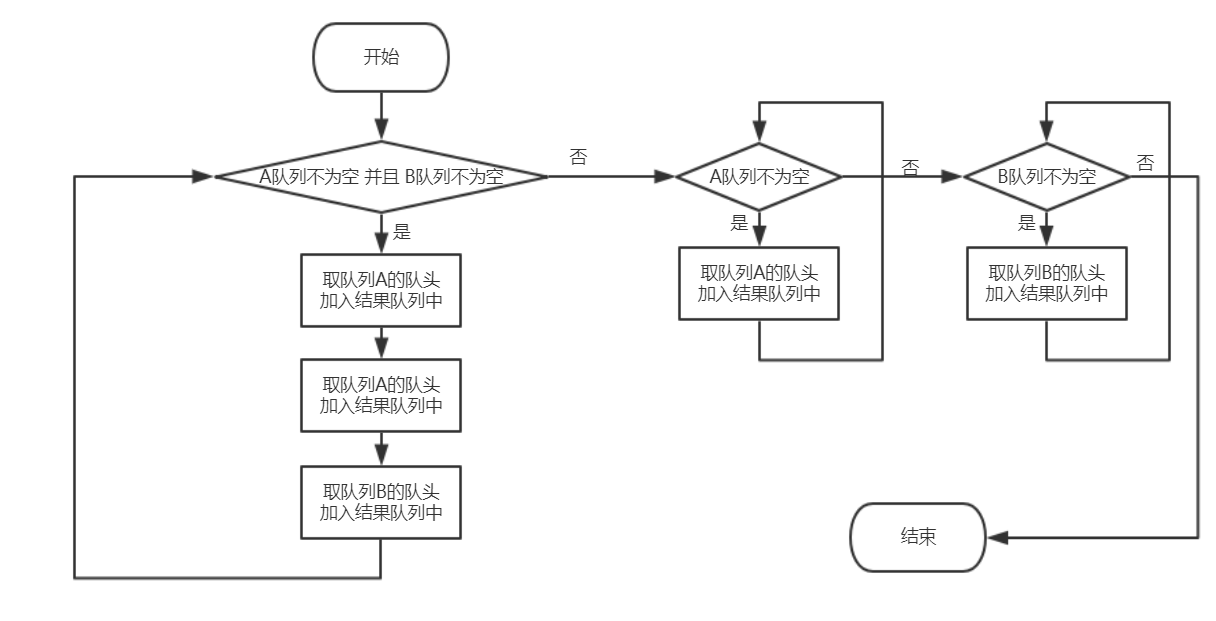 开始
A队列不为空 并且 B队列不为空
是
取队列A的队头
加入结果队列中
取队列A的队头
加入结果队列中
取队列B的队头
加入结果队列中
否
A队列不为空
是
取队列A的队头
加入结果队列中
否
B队列不为空
是
取队列B的队头
加入结果队列中
否
结束